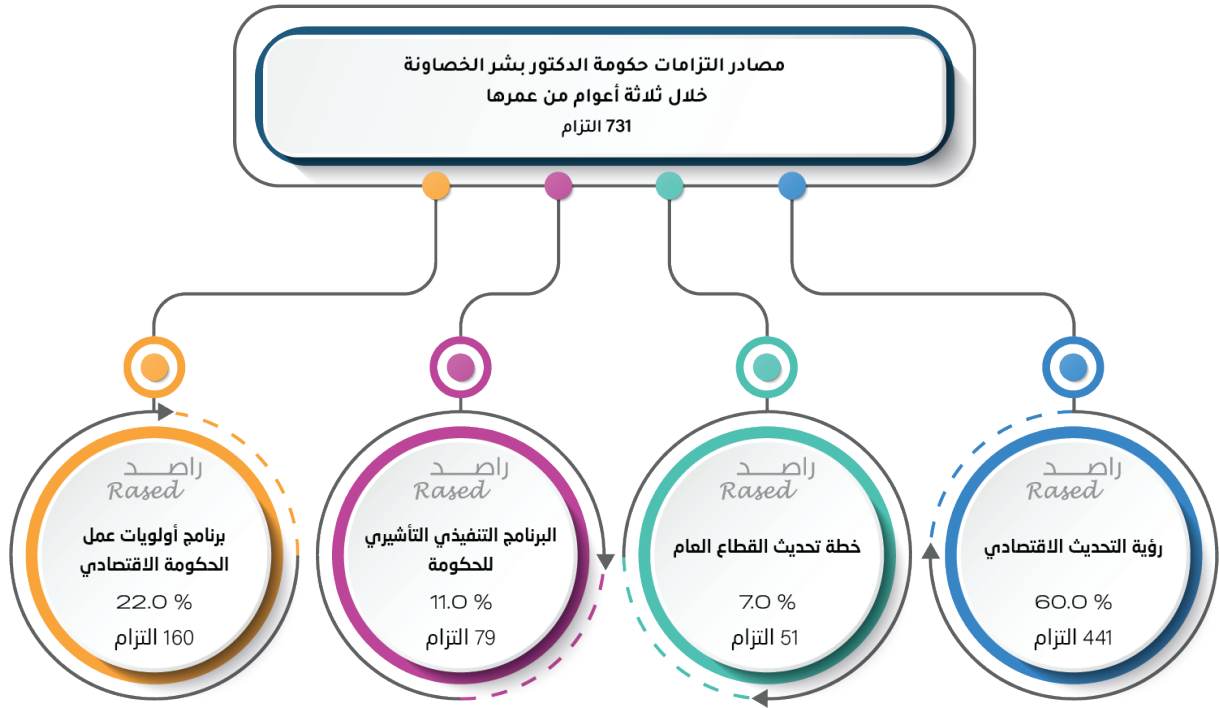 مصادر التزامات حكومة الدكتور بشر الخصاونة
خلال ثلاثة أعوام من عمرها
731 التزام
راصد
Rased
رؤية التحديث الاقتصادي
60.0 %
441 التزام
راصد
Rased
خطة تحديث القطاع العام
7.0 %
51 التزام
راصد
Rased
البرنامج التنفيذي التأشيري
للحكومة
11.0 %
79 التزام
راصد
Rased
برنامج أولويات عمل
الحكومة الاقتصادي
22.0 %
160 التزام